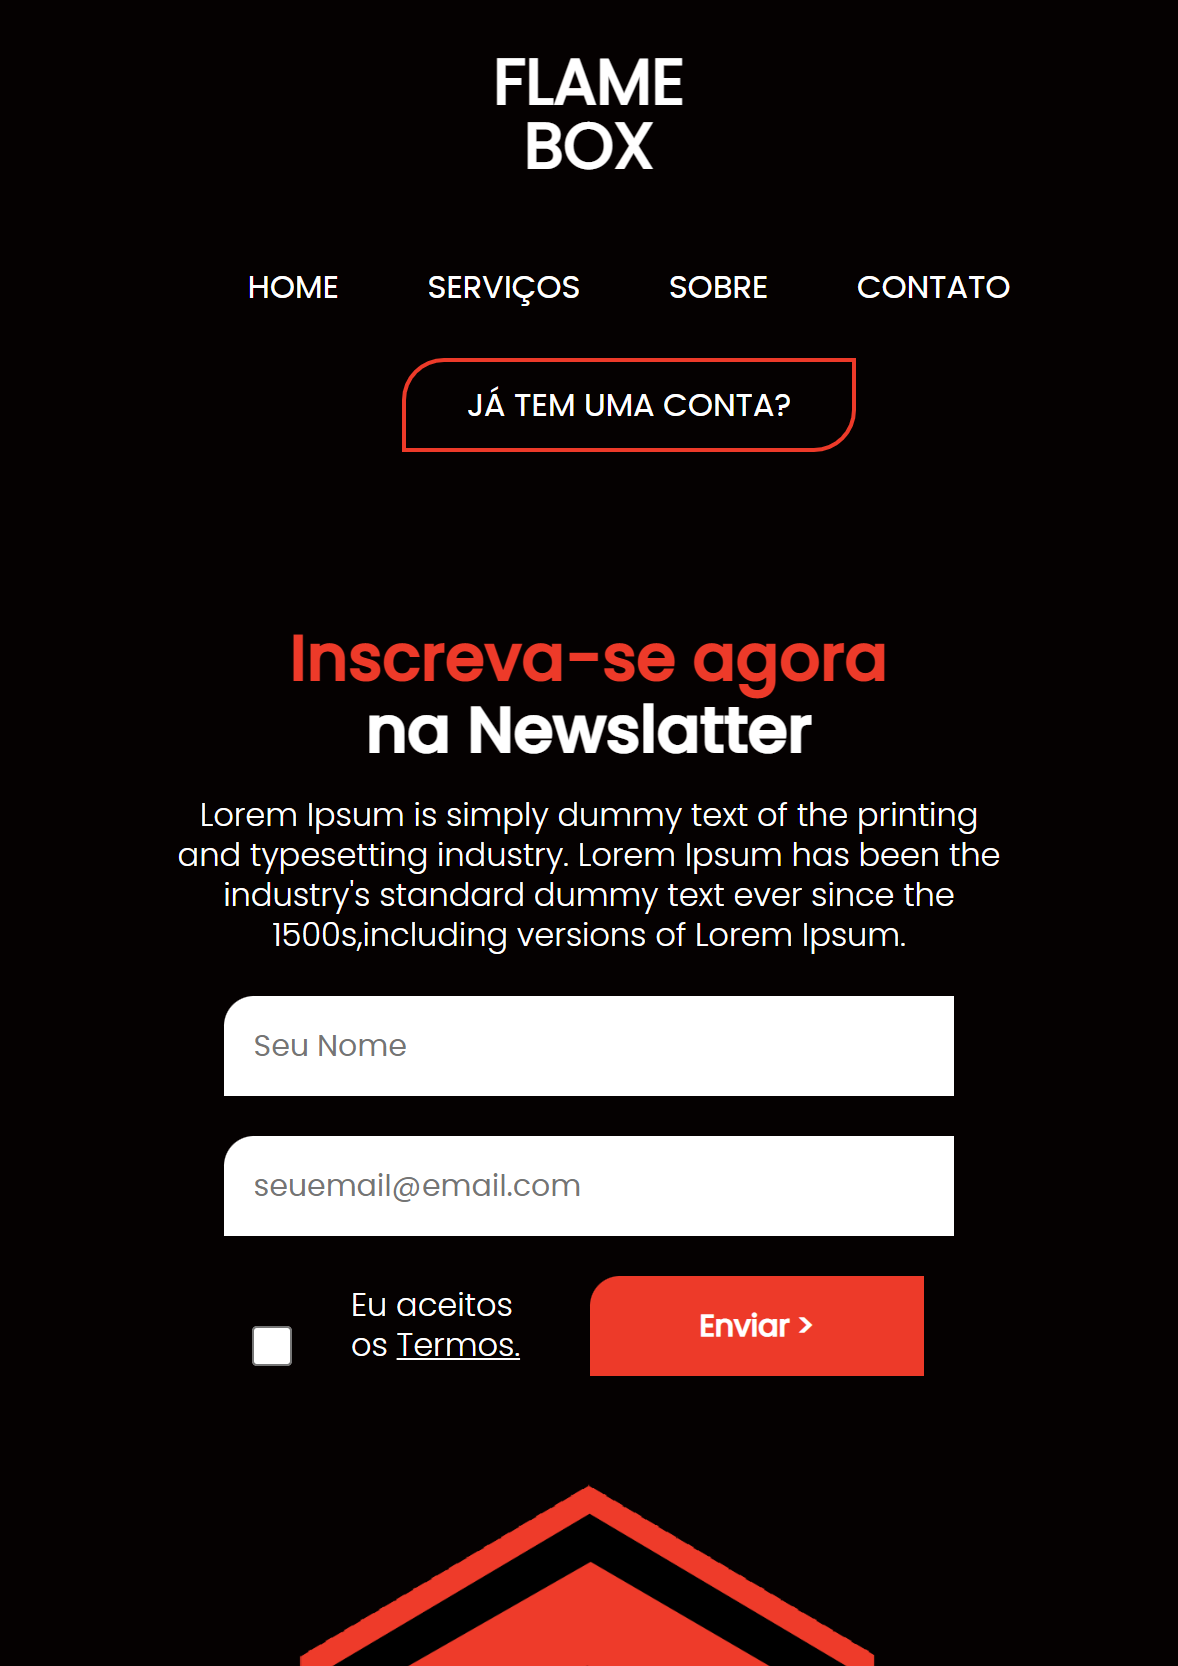 FLAME
BOX
HOME SERVIÇOS SOBRE CONTATO
JÁ TEM UMA CONTA?
Inscreva-se agora
na Newslatter
Lorem Ipsum is simply dummy text of the printing
and typesetting industry. Lorem Ipsum has been the
industry's standard dummy text ever since the
1500s,including versions of Lorem Ipsum.
Seu Nome
seuemail@email.com
Eu aceitos
os Termos.
Enviar >